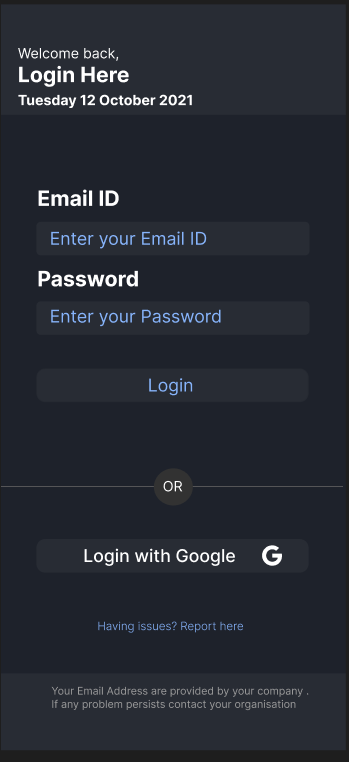 Welcome back,
Login Here
Tuesday 12 October 2021
Email ID
Enter your Email ID
Password
Enter your Password
Login
OR
Login with Google G
Having issues? Report here
Your Email Address are provided by your company .
If any problem persists contact your organisation